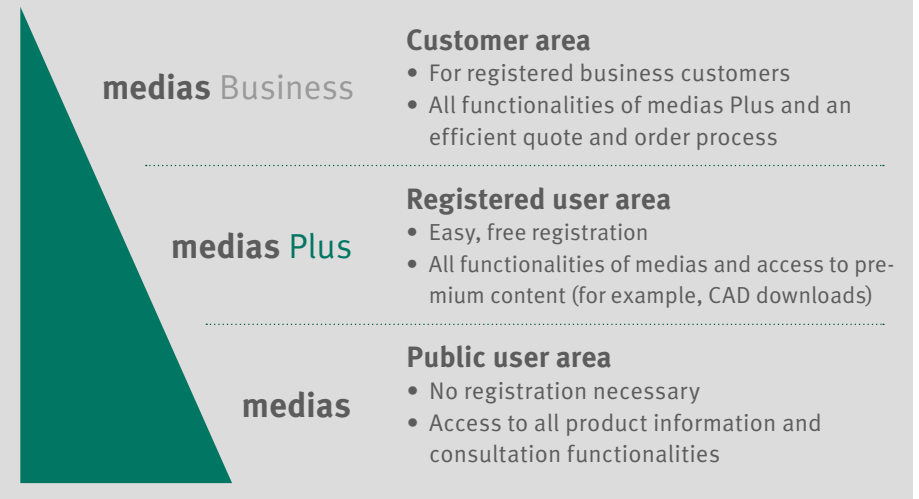 medias Business
Customer area
• For registered business customers
• All functionalities of medias Plus and an
efficient quote and order process
medias Plus
Registered user area
• Easy, free registration
• All functionalities of medias and access to pre-
mium content (for example, CAD downloads)
medias
Public user area
• No registration necessary
• Access to all product information and
consultation functionalities